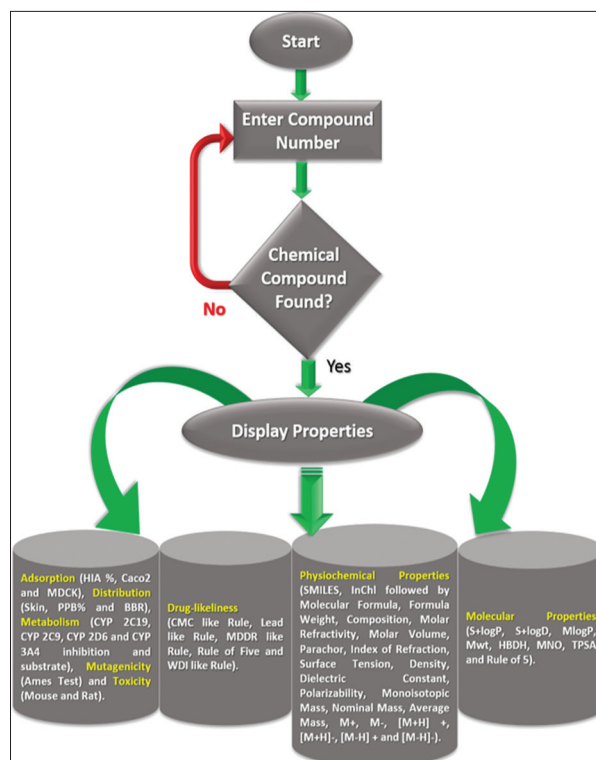 Start
Enter Compound
Number
Chemical
Compound
Found?
No
Yes
Display Properties
Adsorption (HIA %, Caco2
and MDCK), Distribution
(Skin, PPB% and BBR),
Metabolism (CYP 2C19,
CYP 2C9, CYP 2D6 and CYP
3A4 inhibition and
substrate), Mutagenicity
(Ames Test) and Toxicity
(Mouse and Rat).
Drug-likeliness
(CMC like Rule, Lead
like Rule, MDDR like
Rule, Rule of Five and
WDI like Rule).
Physiochemical Properties
(SMILES, InChl followed by
Molecular Formula, Formula
Weight, Composition, Molar
Refractivity, Molar Volume,
Parachor, Index of Refraction,
Surface Tension, Density,
Dielectric Constant,
Polarizability, Monoisotopic
Mass, Nominal Mass, Average
Mass, M+, M-, [M+H] +,
[M+H]-, [M-H] + and [M-H]-).
Molecular Properties
(S+logP, S+logD, MlogP,
Mwt, HBDH, MNO, TPSA
and Rule of 5).